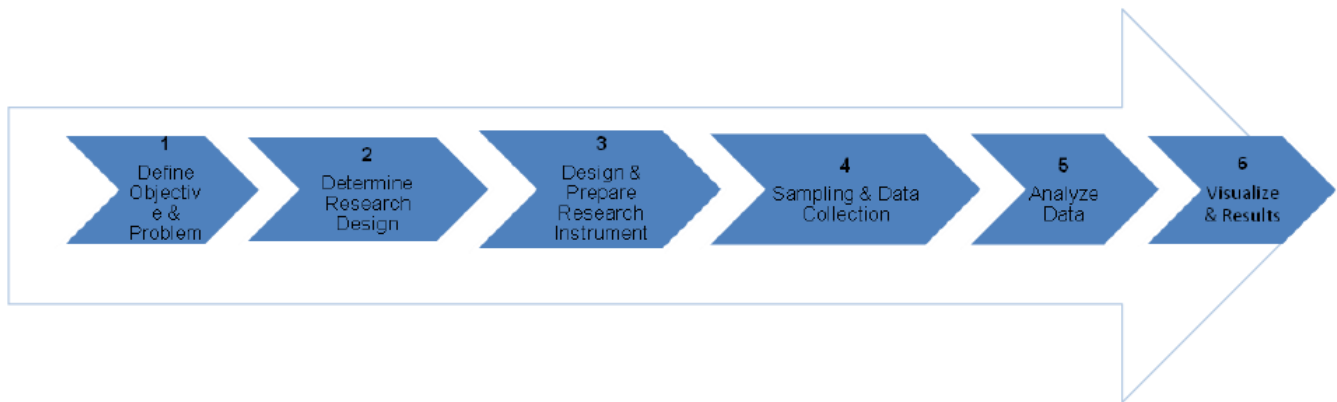 1
Define
Objectiv
e &
Problem
2
Determine
Research
Design
3
Design &
Prepare
Research
Instrument
4
Sampling & Data
Collection
5
Analyze
Data
6
Visualize
& Results